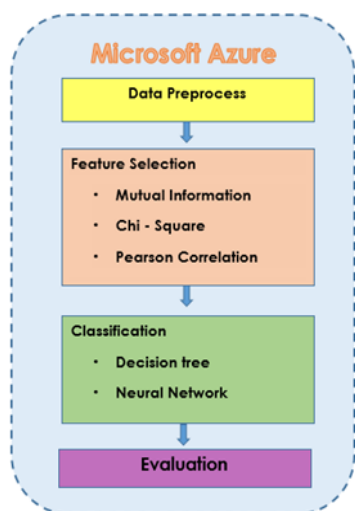 Microsoft Azure
Data Preprocess
Feature Selection
• Mutual Information
• Chi - Square
• Pearson Correlation
Classification
• Decision tree
• Neural Network
Evaluation